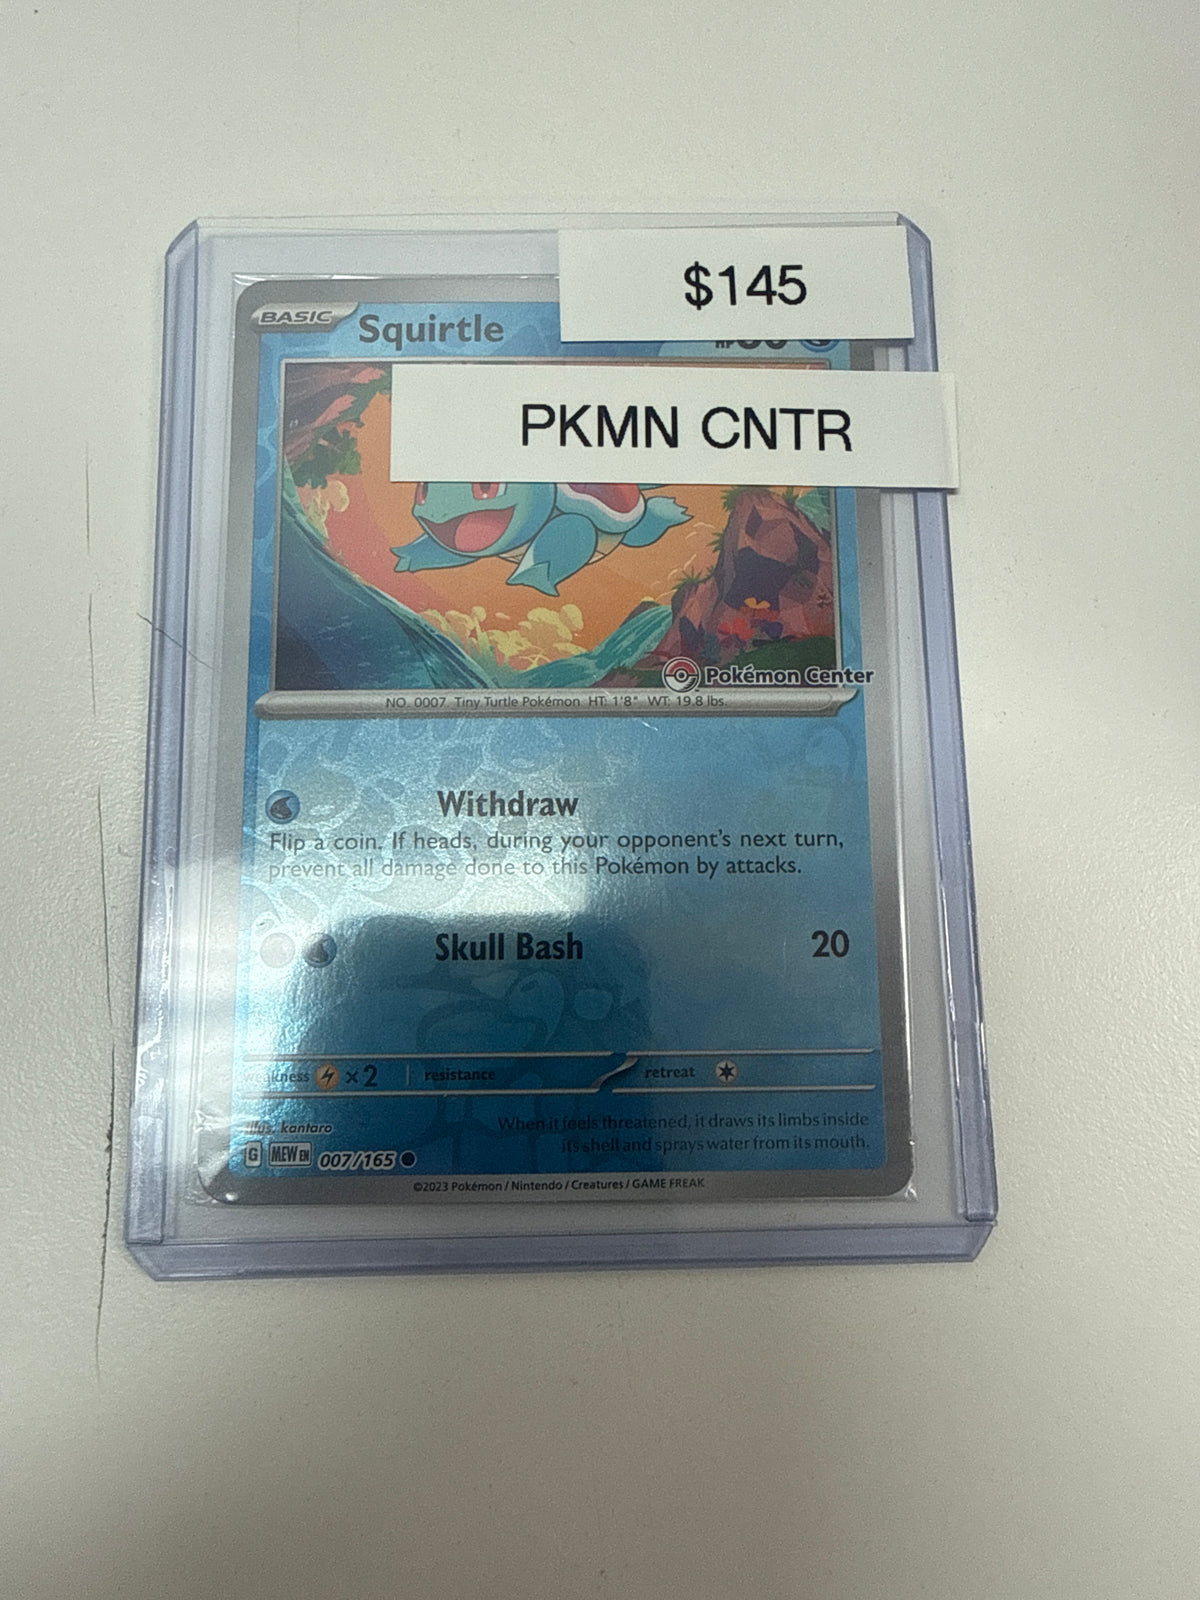 $145
BASIC Squirtle
PKMN CNTR
Pokémon Center
NO. 0007 Tiny Turtle Pokémon HT: 1'8" WT: 19.8 lbs.
Withdraw
Flip a coin. If heads, during your opponent's next turn,
prevent all damage done to this Pokémon by attacks.
Skull Bash 20
weakness ×2 resistance retreat
When it feels threatened, it draws its limbs inside
its shell and sprays water from its mouth.
Illus. kantaro
G MEW EN 007/165
©2023 Pokémon / Nintendo / Creatures / GAME FREAK